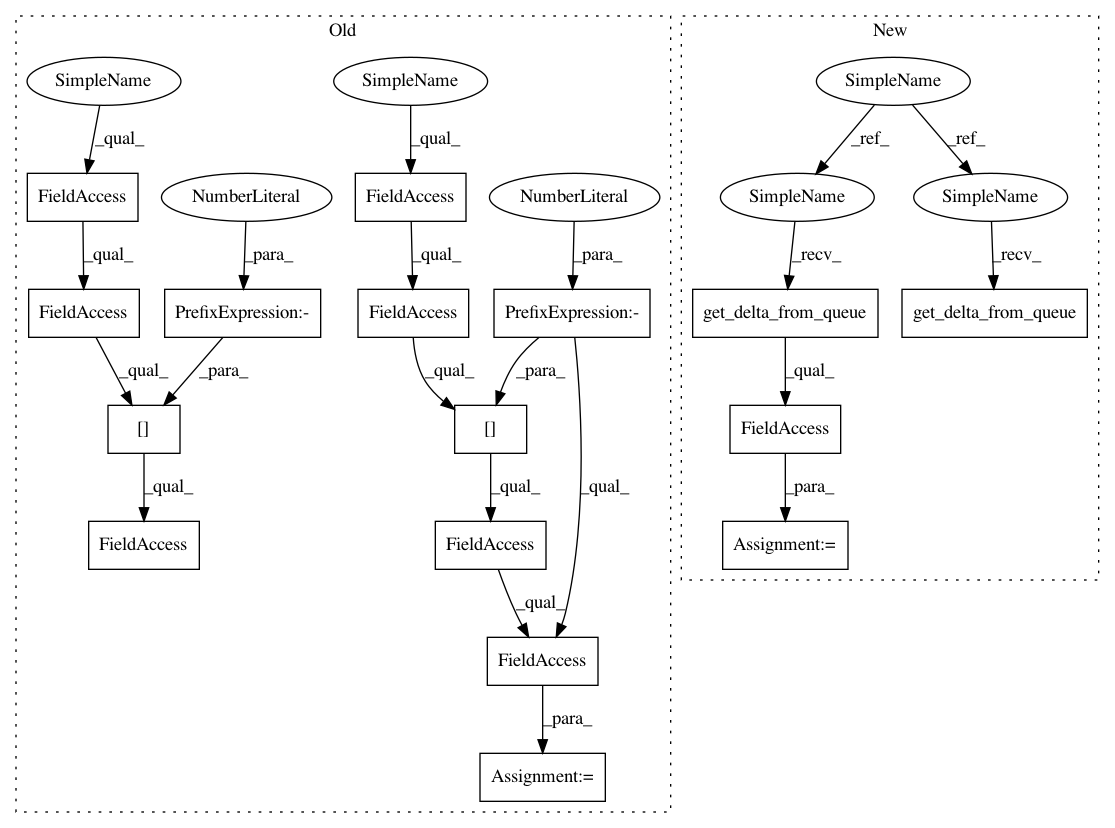 Old
New
SimpleName
SimpleName
SimpleName
_qual_
_qual_
_ref_
_ref_
FieldAccess
NumberLiteral
FieldAccess
NumberLiteral
SimpleName
SimpleName
_qual_
_para_
_qual_
_para_
_recv_
_recv_
FieldAccess
PrefixExpression:-
FieldAccess
PrefixExpression:-
get_delta_from_queue
get_delta_from_queue
_qual_
_para_
_qual_
_para_
_qual_
[]
[]
FieldAccess
_qual_
_qual_
_qual_
_para_
FieldAccess
FieldAccess
Assignment:=
_qual_
FieldAccess
_para_
Assignment:=